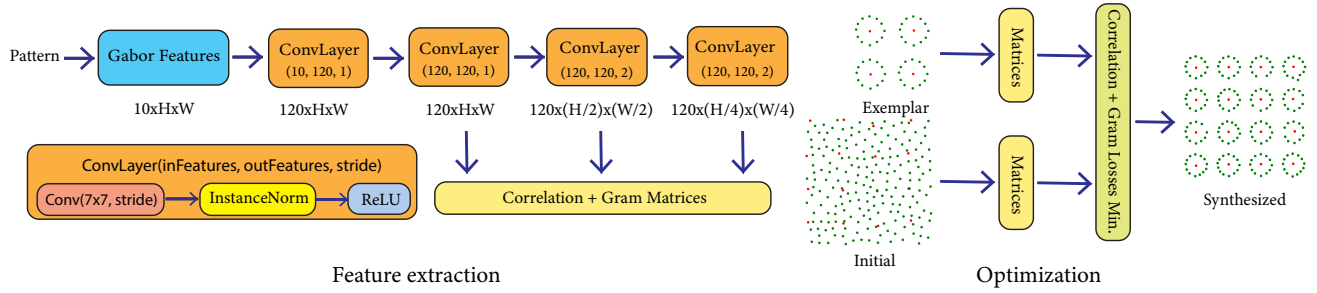 Pattern
Gabor Features
10xHxW
ConvLayer
(10, 120, 1)
120xHxW
ConvLayer
(120, 120, 1)
120xHxW
ConvLayer
(120, 120, 2)
120x(H/2)x(W/2)
ConvLayer
(120, 120, 2)
120x(H/4)x(W/4)
ConvLayer(inFeatures, outFeatures, stride)
Conv(7x7, stride)
InstanceNorm
ReLU
Correlation + Gram Matrices
Feature extraction
Exemplar
Initial
Matrices
Matrices
Correlation + Gram Losses Min.
Synthesized
Optimization